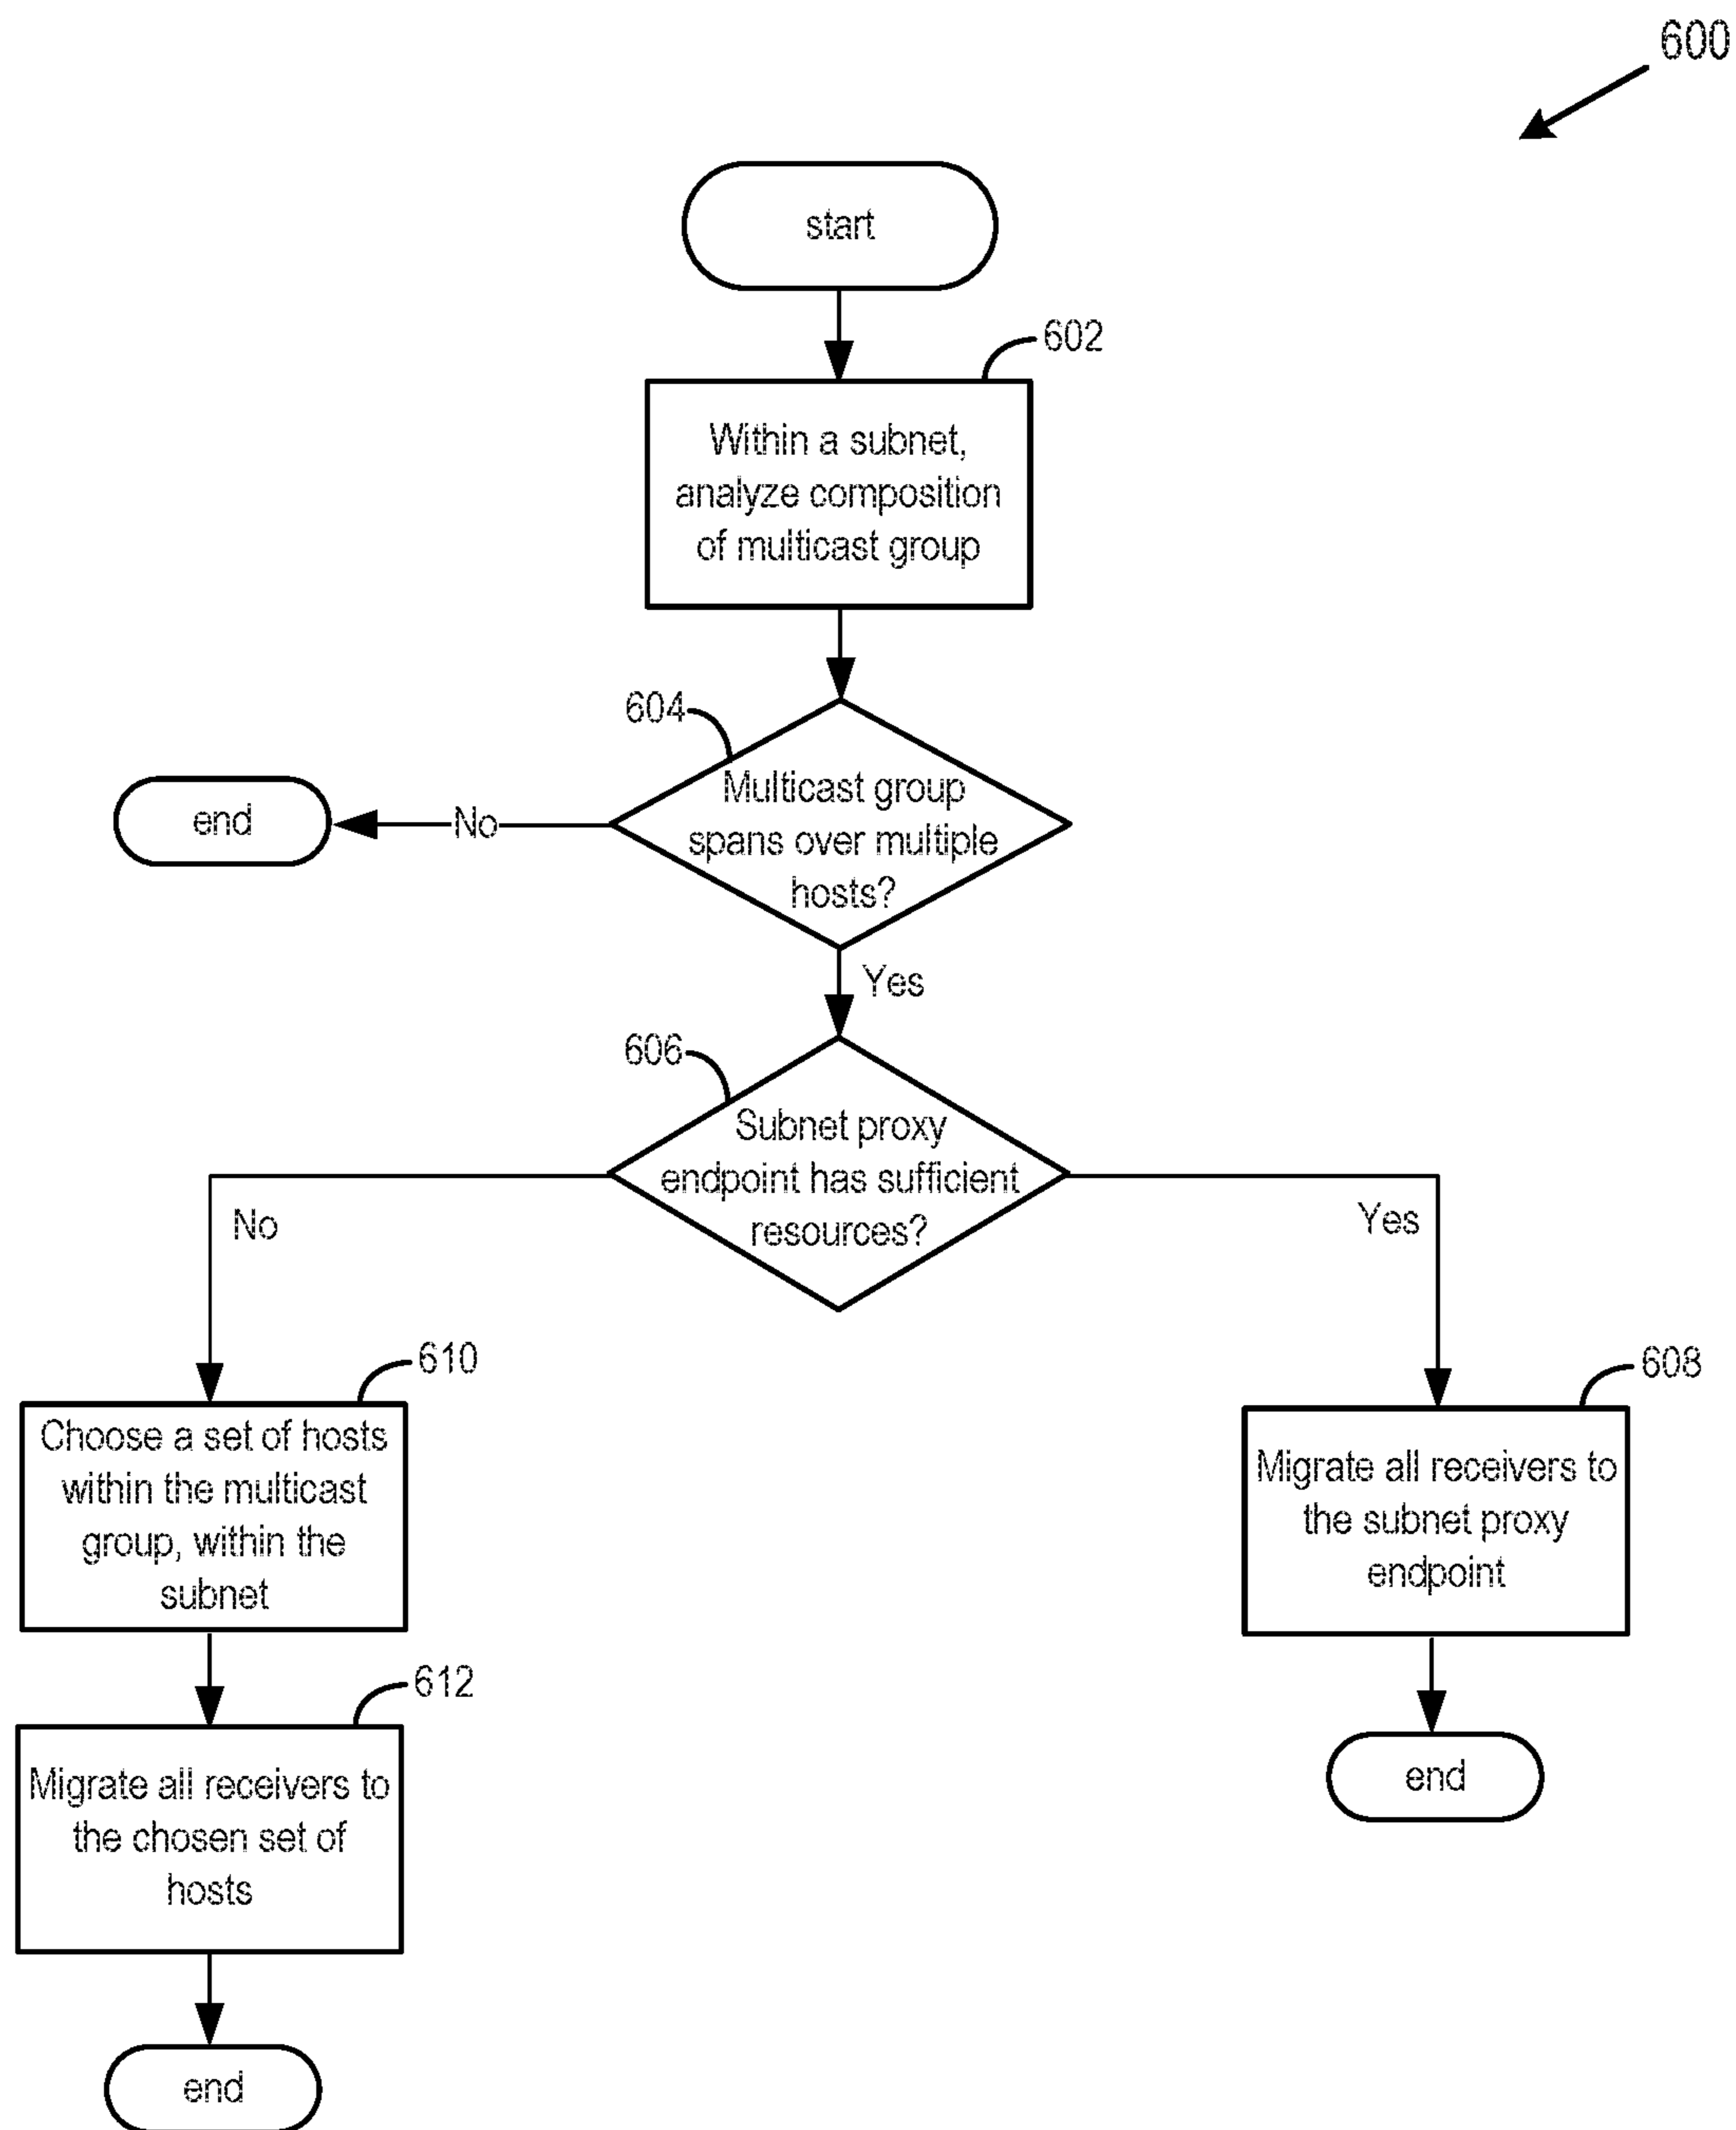 600
start
602
Within a subnet,
analyze composition
of multicast group
604
Multicast group
spans over multiple
hosts?
No
end
Yes
606
Subnet proxy
endpoint has sufficient
resources?
No
Yes
610
Choose a set of hosts
within the multicast
group, within the
subnet
608
Migrate all receivers to
the subnet proxy
endpoint
612
Migrate all receivers to
the chosen set of
hosts
end
end